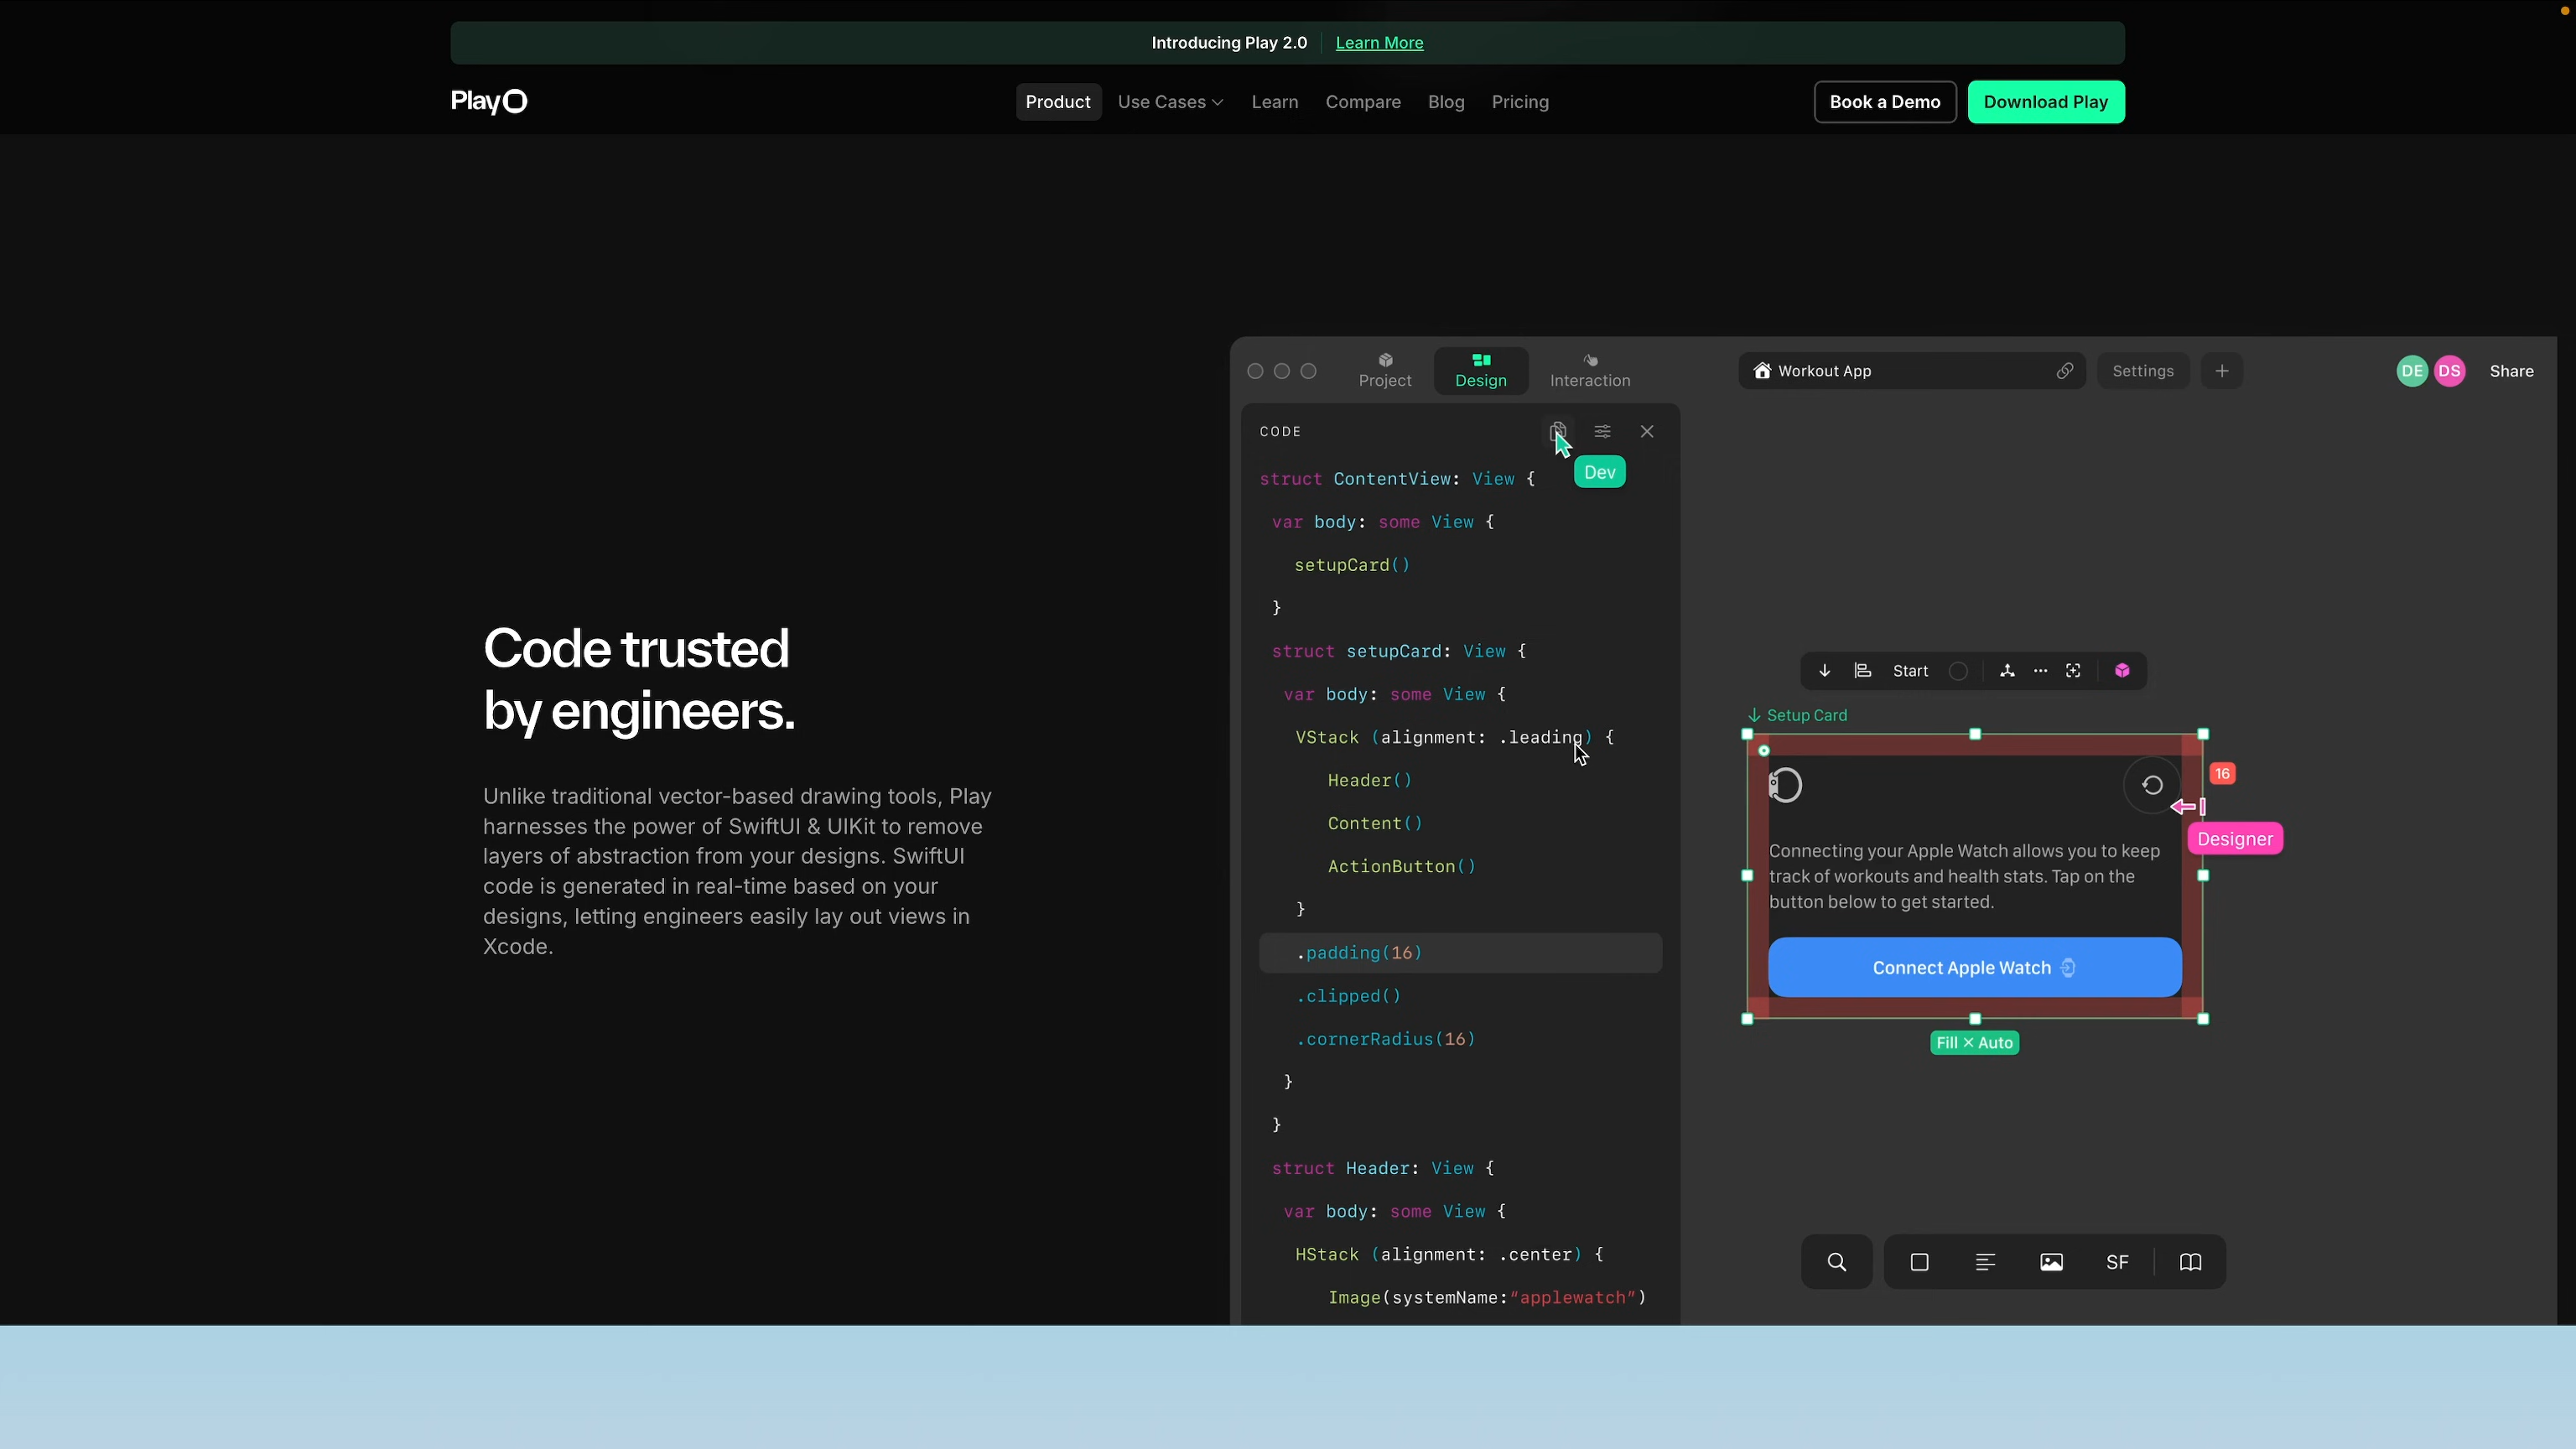 Introducing Play 2.0 Learn More
Play
Product Use Cases Learn Compare Blog Pricing Book a Demo Download Play
Code trusted
by engineers.
Unlike traditional vector-based drawing tools, Play
harnesses the power of SwiftUI & UIKit to remove
layers of abstraction from your designs. SwiftUI
code is generated in real-time based on your
designs, letting engineers easily lay out views in
Xcode.
Project Design Interaction
Workout App Settings + DE DS Share
CODE
Dev
struct ContentView: View {
var body: some View {
setupCard()
}
struct setupCard: View {
var body: some View {
VStack (alignment: .leading) {
Header()
Content()
ActionButton()
}
.padding(16)
.clipped()
.cornerRadius(16)
}
}
struct Header: View {
var body: some View {
HStack (alignment: .center) {
Image(systemName:“applewatch”)
Start
Setup Card
16
Designer
Connecting your Apple Watch allows you to keep
track of workouts and health stats. Tap on the
button below to get started.
Connect Apple Watch
Fill × Auto
SF